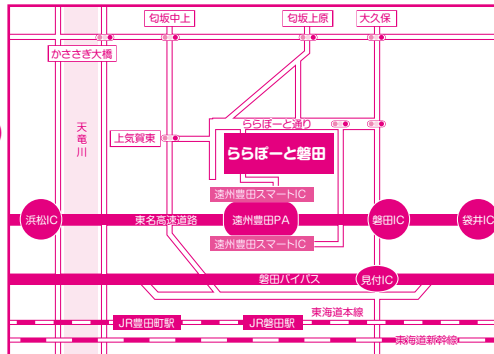 匂坂中上
匂坂上原
大久保
かささぎ大橋
天竜川
上気賀東
ららぽーと通り
ららぽーと磐田
遠州豊田スマートIC
浜松IC
東名高速道路
遠州豊田PA
磐田IC
袋井IC
遠州豊田スマートIC
磐田バイパス
見付IC
東海道本線
JR豊田町駅
JR磐田駅
東海道新幹線